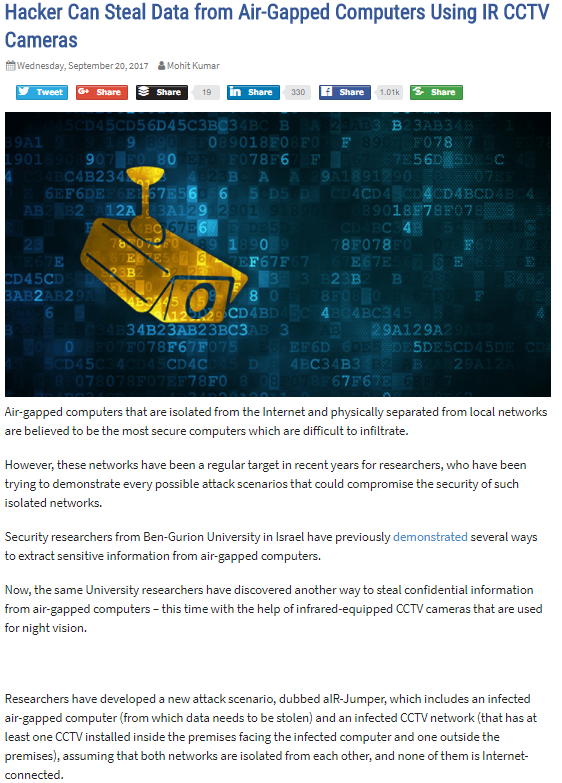 Hacker Can Steal Data from Air-Gapped Computers Using IR CCTV
Cameras
Wednesday, September 20, 2017 Mohit Kumar
Tweet Share Share 19 Share 330 Share 1.01k Share
Air-gapped computers that are isolated from the Internet and physically separated from local networks
are believed to be the most secure computers which are difficult to infiltrate.
However, these networks have been a regular target in recent years for researchers, who have been
trying to demonstrate every possible attack scenarios that could compromise the security of such
isolated networks.
Security researchers from Ben-Gurion University in Israel have previously demonstrated several ways
to extract sensitive information from air-gapped computers.
Now, the same University researchers have discovered another way to steal confidential information
from air-gapped computers – this time with the help of infrared-equipped CCTV cameras that are used
for night vision.
Researchers have developed a new attack scenario, dubbed aIR-Jumper, which includes an infected
air-gapped computer (from which data needs to be stolen) and an infected CCTV network (that has at
least one CCTV installed inside the premises facing the infected computer and one outside the
premises), assuming that both networks are isolated from each other, and none of them is Internet-
connected.